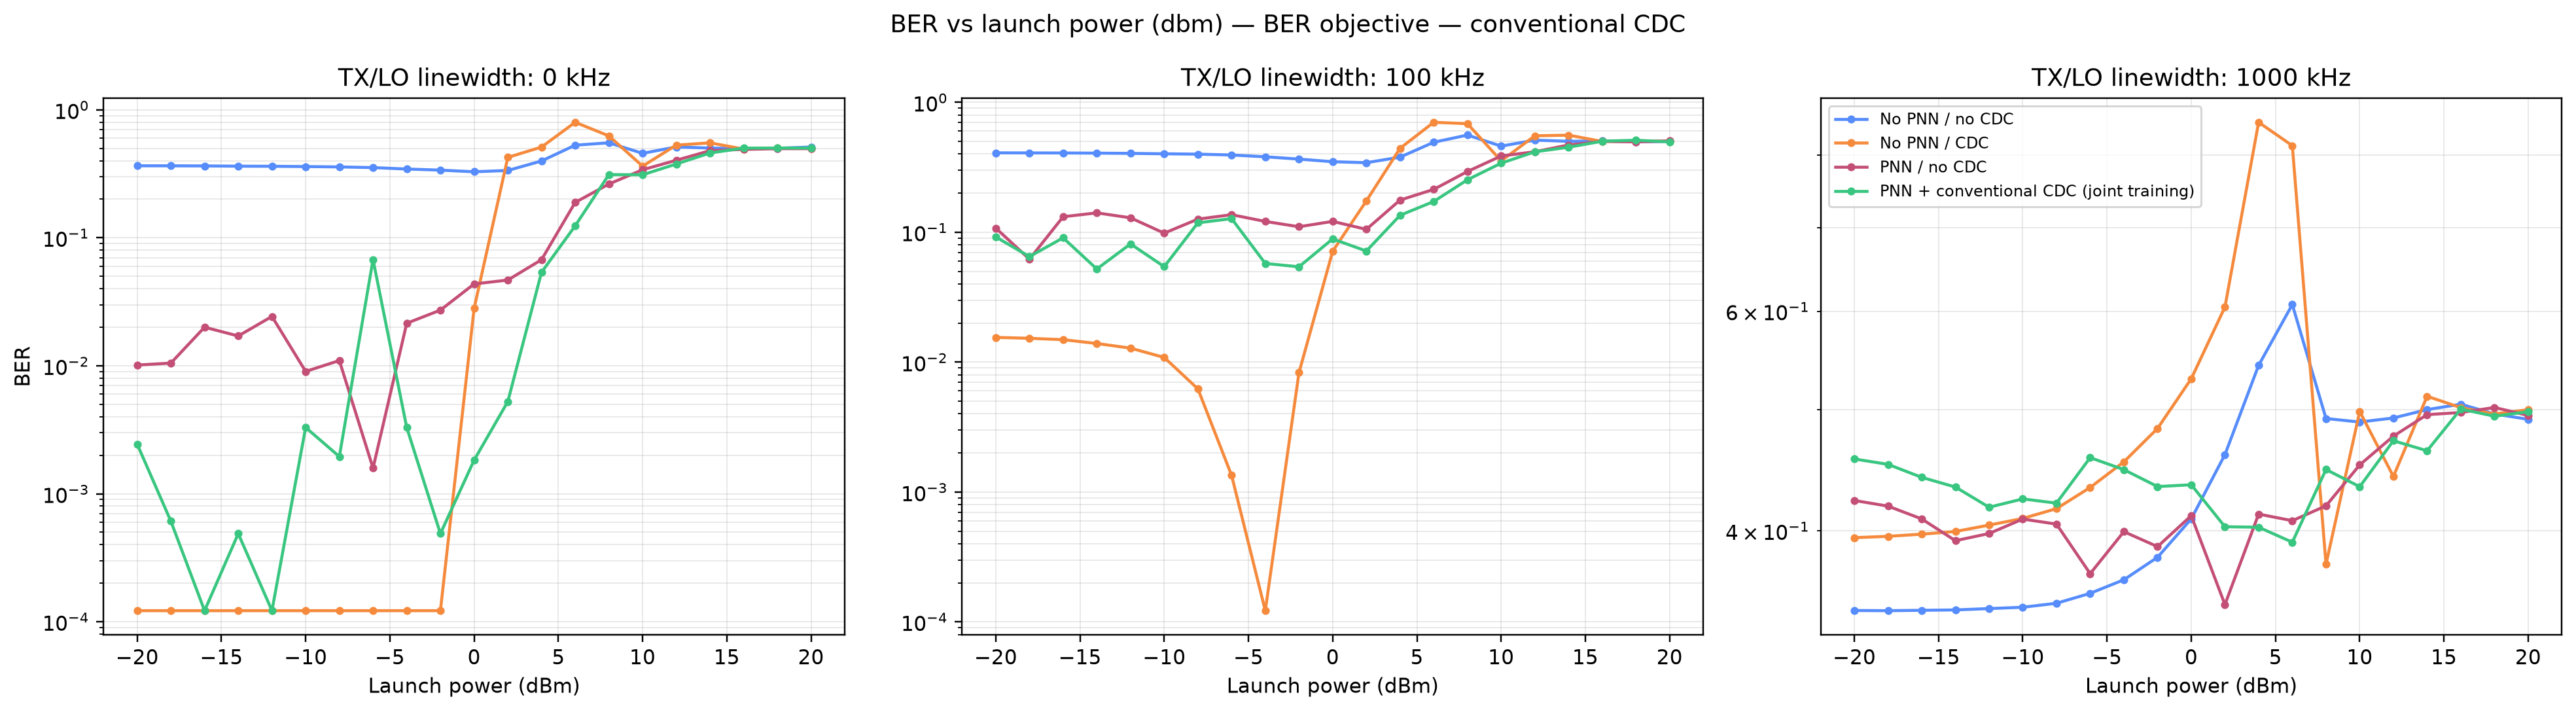 BER vs launch power (dbm) — BER objective — conventional CDC
TX/LO linewidth: 0 kHz
10⁰
10⁻¹
10⁻²
10⁻³
10⁻⁴
BER
−20 −15 −10 −5 0 5 10 15 20
Launch power (dBm)
TX/LO linewidth: 100 kHz
10⁰
10⁻¹
10⁻²
10⁻³
10⁻⁴
−20 −15 −10 −5 0 5 10 15 20
Launch power (dBm)
TX/LO linewidth: 1000 kHz
No PNN / no CDC
No PNN / CDC
PNN / no CDC
PNN + conventional CDC (joint training)
6 × 10⁻¹
4 × 10⁻¹
−20 −15 −10 −5 0 5 10 15 20
Launch power (dBm)